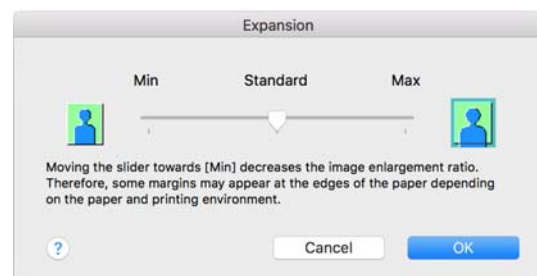 Expansion
Min Standard Max
Moving the slider towards [Min] decreases the image enlargement ratio.
Therefore, some margins may appear at the edges of the paper depending
on the paper and printing environment.
? Cancel OK